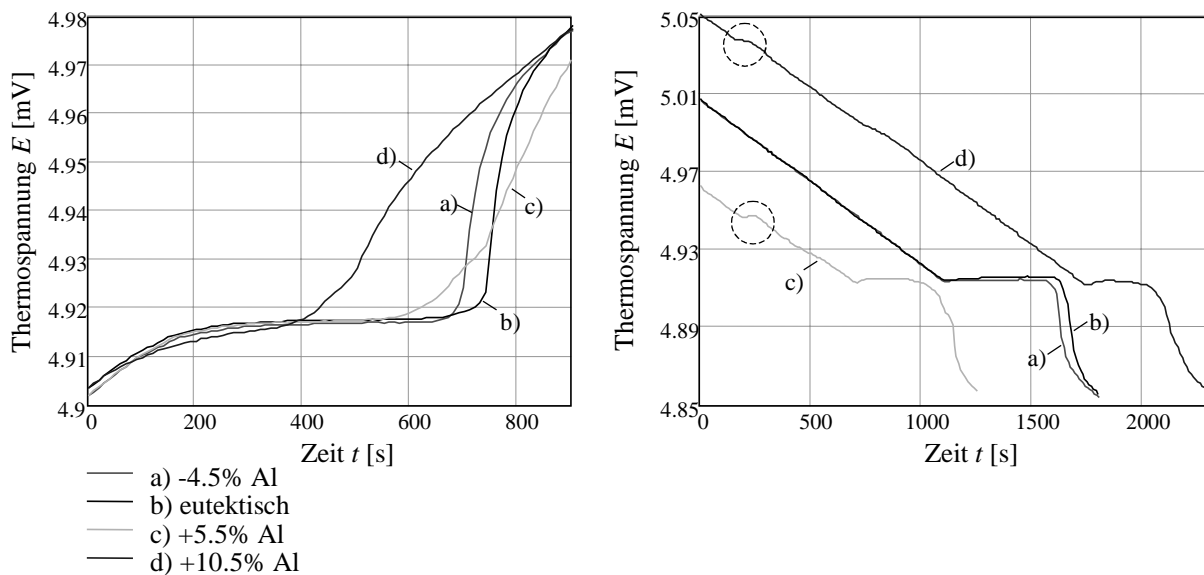 4.98
4.97
4.96
4.95
4.94
4.93
4.92
4.91
4.9
Thermospannung E [mV]
d)
a)
c)
b)
0 200 400 600 800
Zeit t [s]
5.05
5.01
4.97
4.93
4.89
4.85
Thermospannung E [mV]
d)
c)
b)
a)
0 500 1000 1500 2000
Zeit t [s]
a) -4.5% Al
b) eutektisch
c) +5.5% Al
d) +10.5% Al